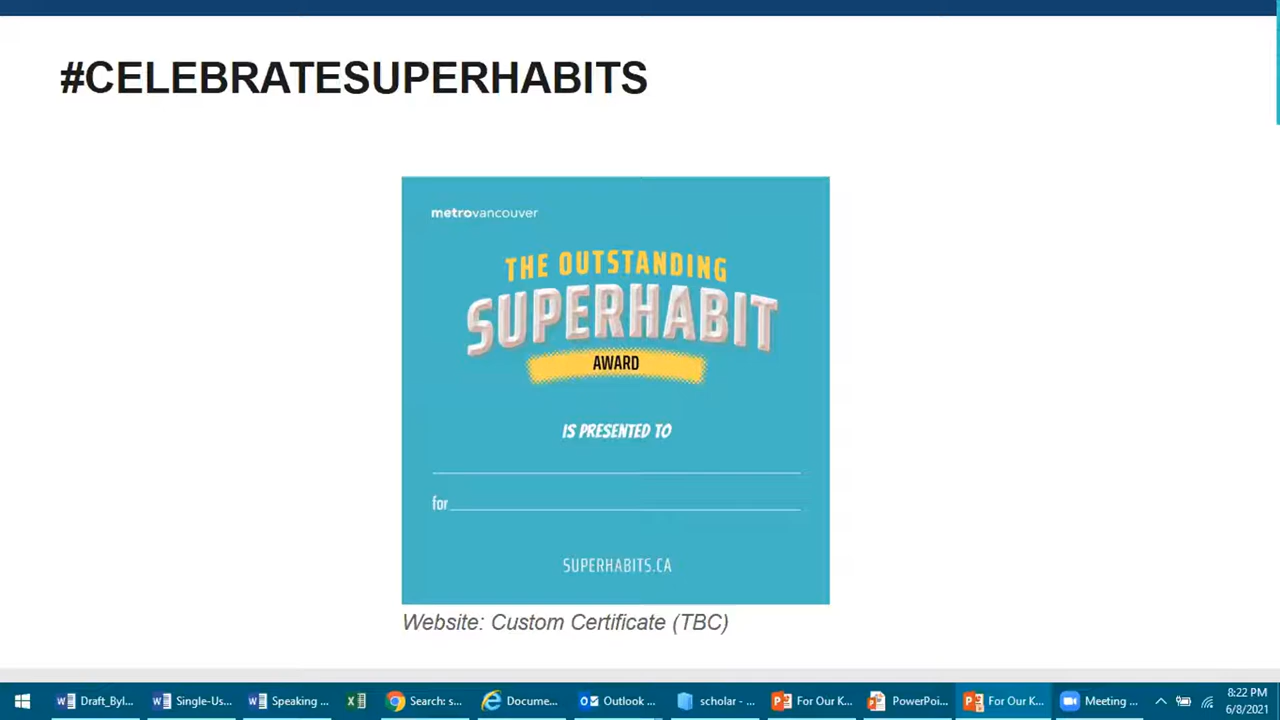 #CELEBRATESUPERHABITS
metrovancouver
THE OUTSTANDING
SUPERHABIT
AWARD
IS PRESENTED TO
for
SUPERHABITS.CA
Website: Custom Certificate (TBC)
Draft_Byl... Single-Us... Speaking ... Search: s... Docume... Outlook ... scholar - ... For Our K... PowerPoi... For Our K... Meeting ... 8:22 PM
6/8/2021